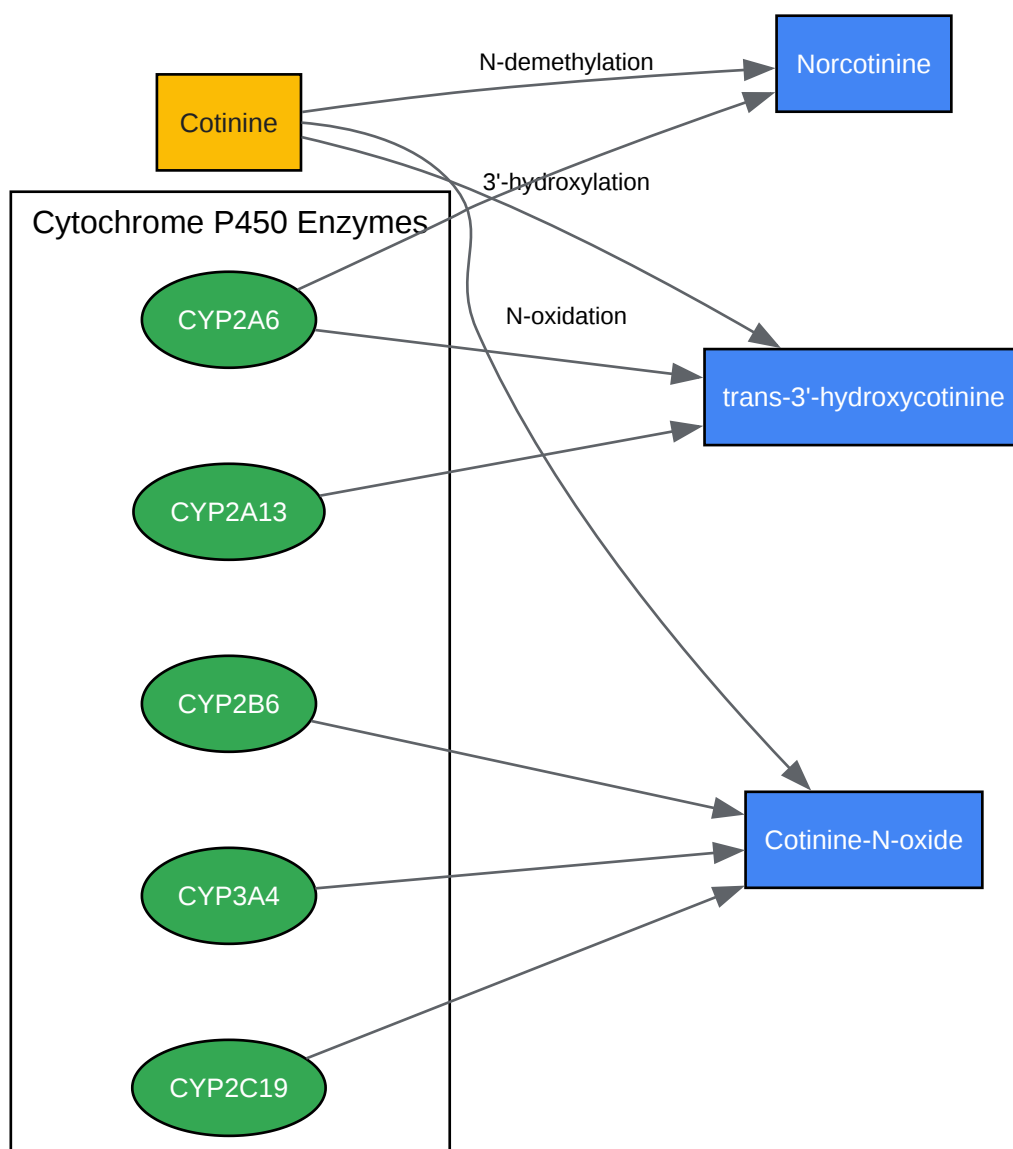 N-demethylation
Norcotinine
Cotinine
3'-hydroxylation
Cytochrome P450 Enzymes
CYP2A6
N-oxidation
trans-3'-hydroxycotinine
CYP2A13
CYP2B6
Cotinine-N-oxide
CYP3A4
CYP2C19